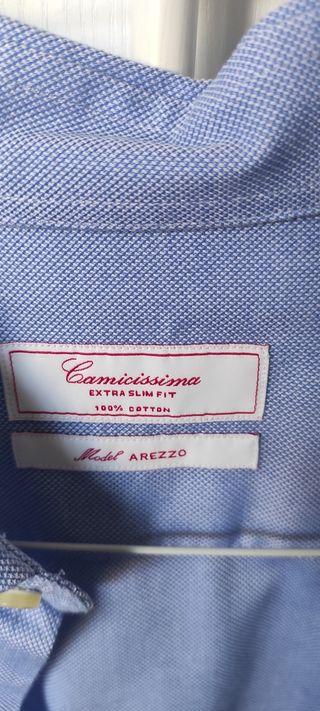 Camicissima
EXTRA SLIM FIT
100% COTTON
Model AREZZO